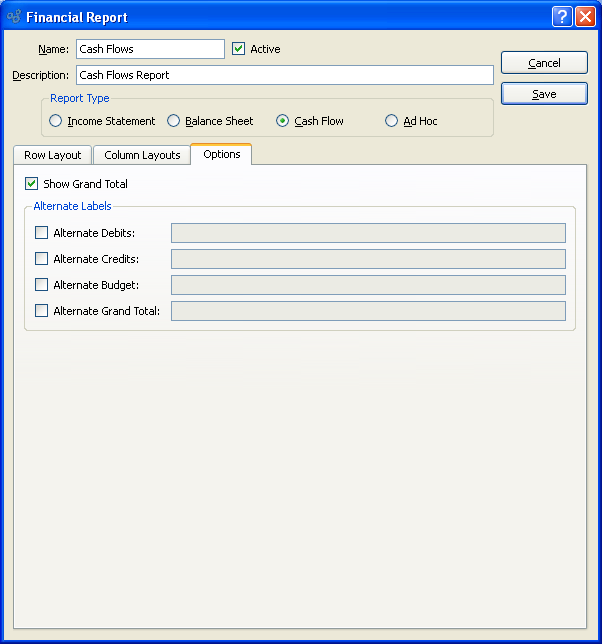 Financial Report
Name: Cash Flows Active
Cancel
Description: Cash Flows Report
Save
Report Type
Income Statement Balance Sheet Cash Flow Ad Hoc
Row Layout Column Layouts Options
Show Grand Total
Alternate Labels
Alternate Debits:
Alternate Credits:
Alternate Budget:
Alternate Grand Total: